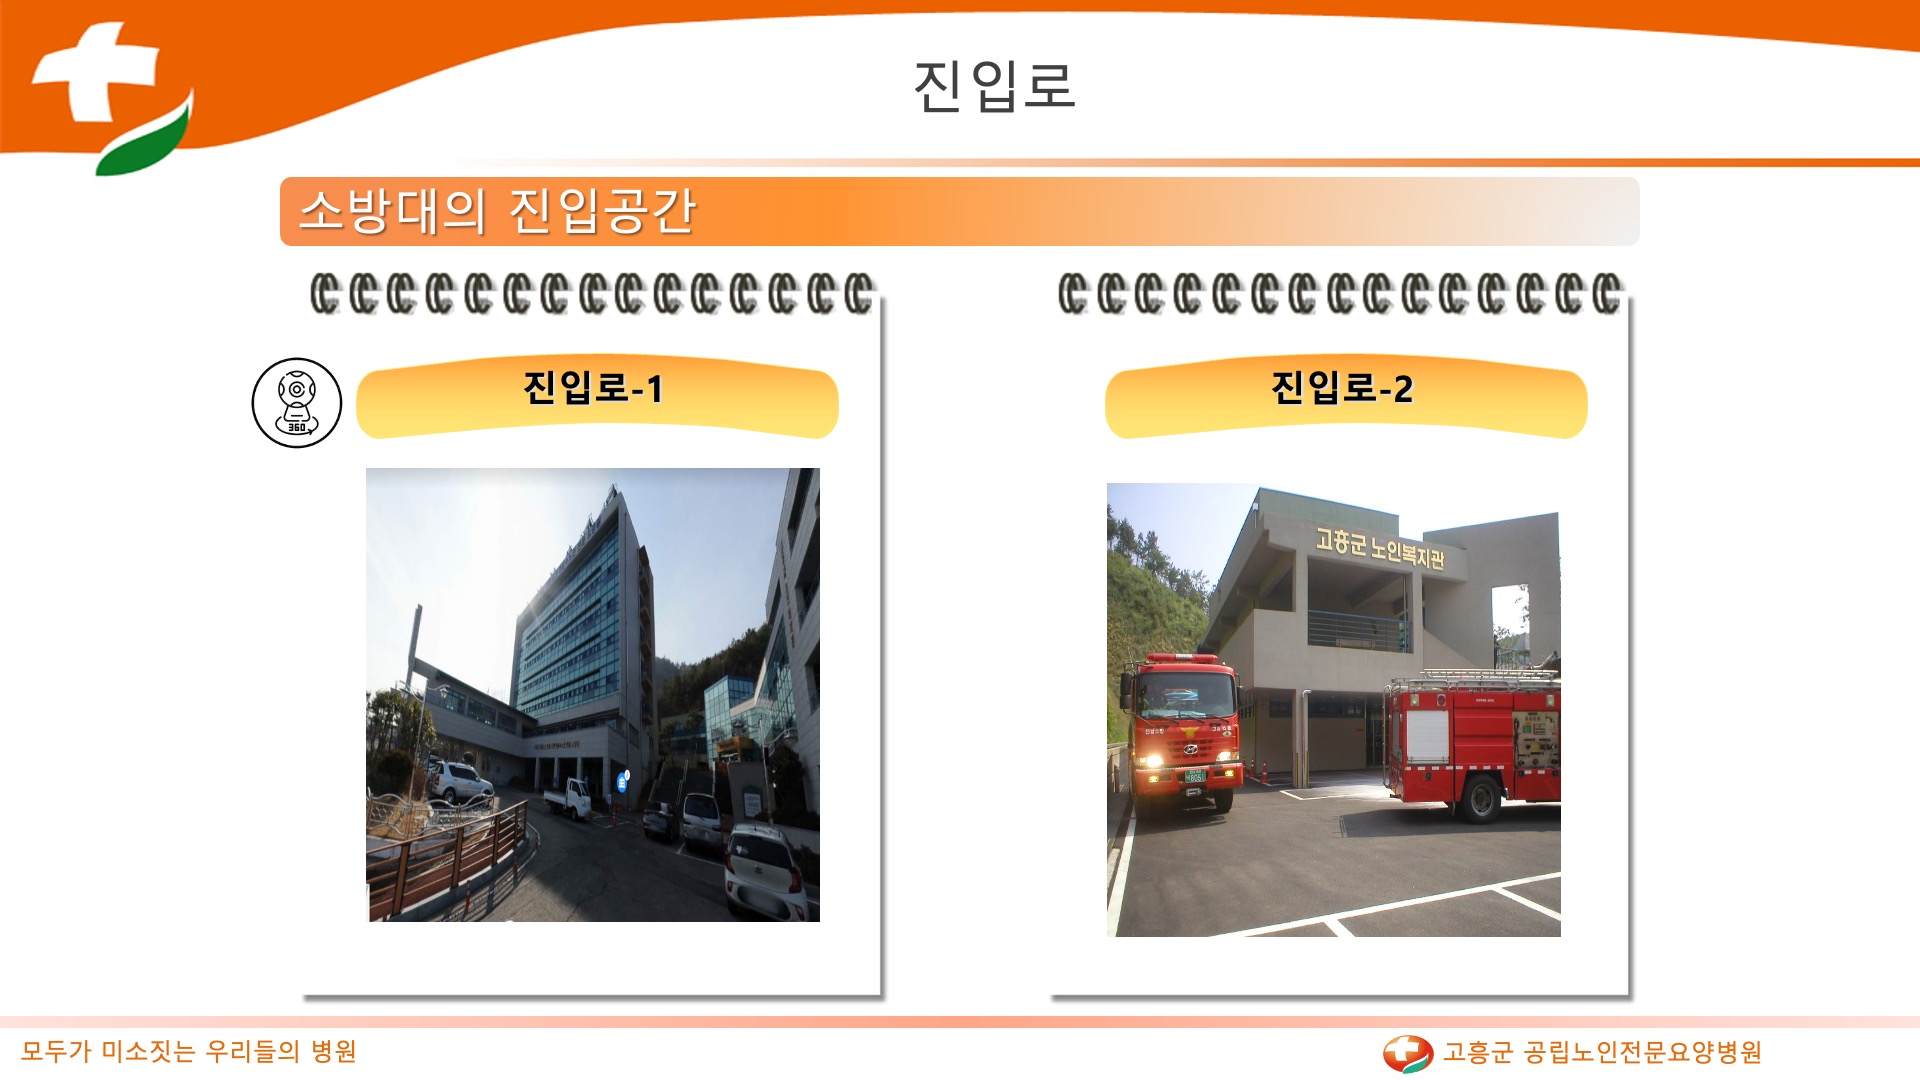 진입로
소방대의 진입공간
진입로-1
진입로-2
360
고흥군 노인복지관
8061
모두가 미소짓는 우리들의 병원
고흥군 공립노인전문요양병원